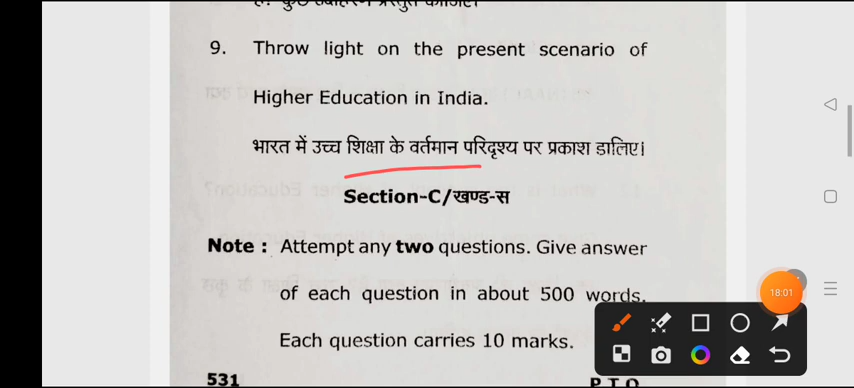 9. Throw light on the present scenario of
Higher Education in India.
भारत में उच्च शिक्षा के वर्तमान परिदृश्य पर प्रकाश डालिए।
Section-C/खण्ड-स
Note : Attempt any two questions. Give answer
of each question in about 500 words.
Each question carries 10 marks.
18:01
531
P T O